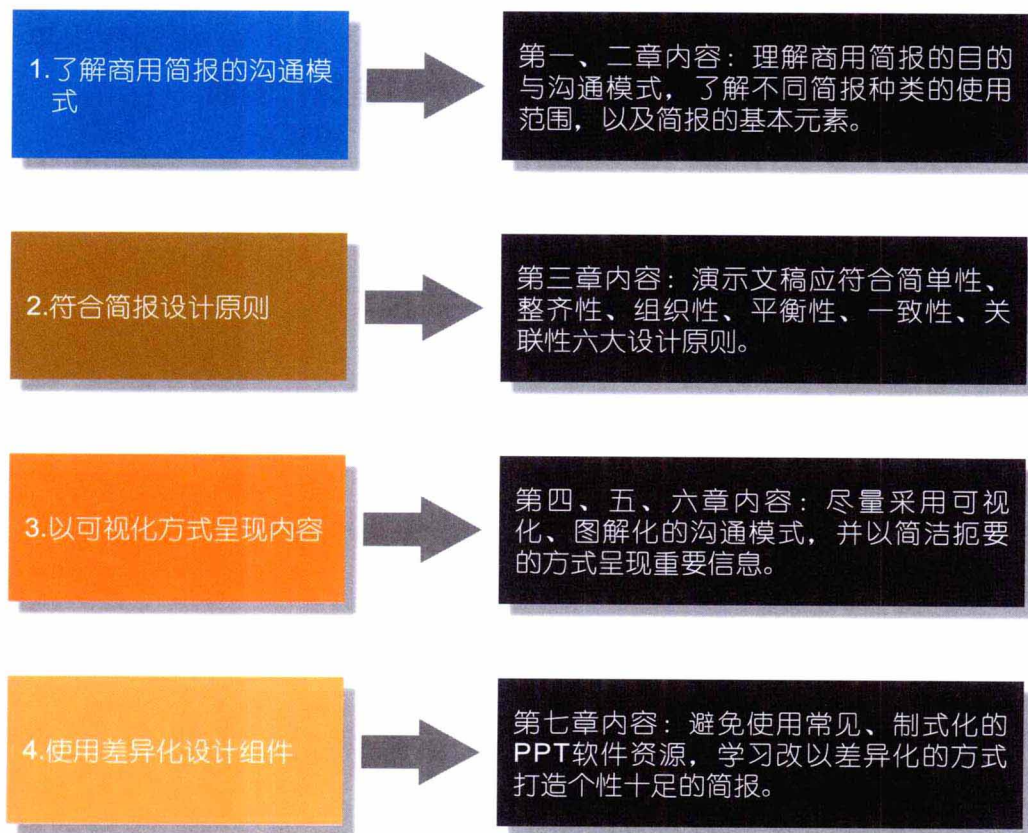 1.了解商用简报的沟通模
式
第一、二章内容：理解商用简报的目的
与沟通模式，了解不同简报种类的使用
范围，以及简报的基本元素。
2.符合简报设计原则
第三章内容：演示文稿应符合简单性、
整齐性、组织性、平衡性、一致性、关
联性六大设计原则。
3.以可视化方式呈现内容
第四、五、六章内容：尽量采用可视
化、图解化的沟通模式，并以简洁扼要
的方式呈现重要信息。
4.使用差异化设计组件
第七章内容：避免使用常见、制式化的
PPT软件资源，学习改以差异化的方式
打造个性十足的简报。